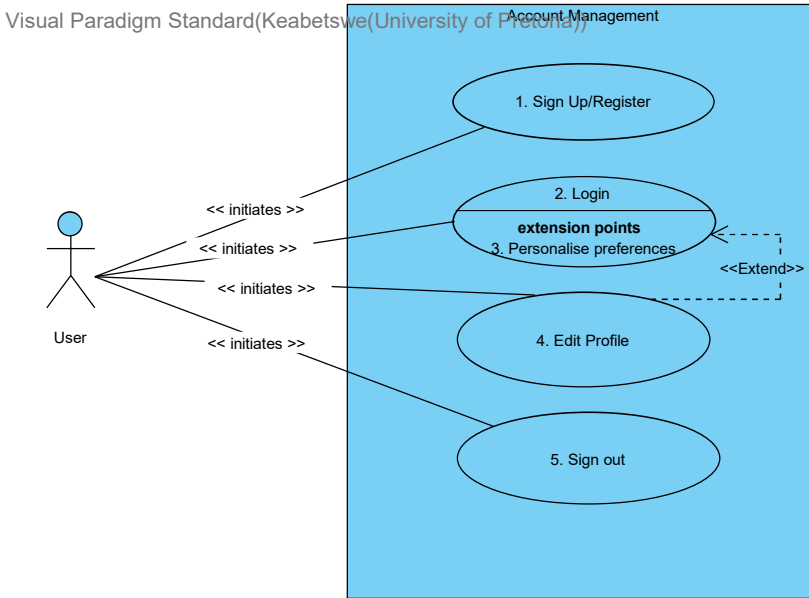 Visual Paradigm Standard(Keabetswe(University of Pretoria))
Account Management
1. Sign Up/Register
2. Login
<< initiates >>
extension points
<< initiates >>
3. Personalise preferences
<<Extend>>
<< initiates >>
User
<< initiates >>
4. Edit Profile
5. Sign out